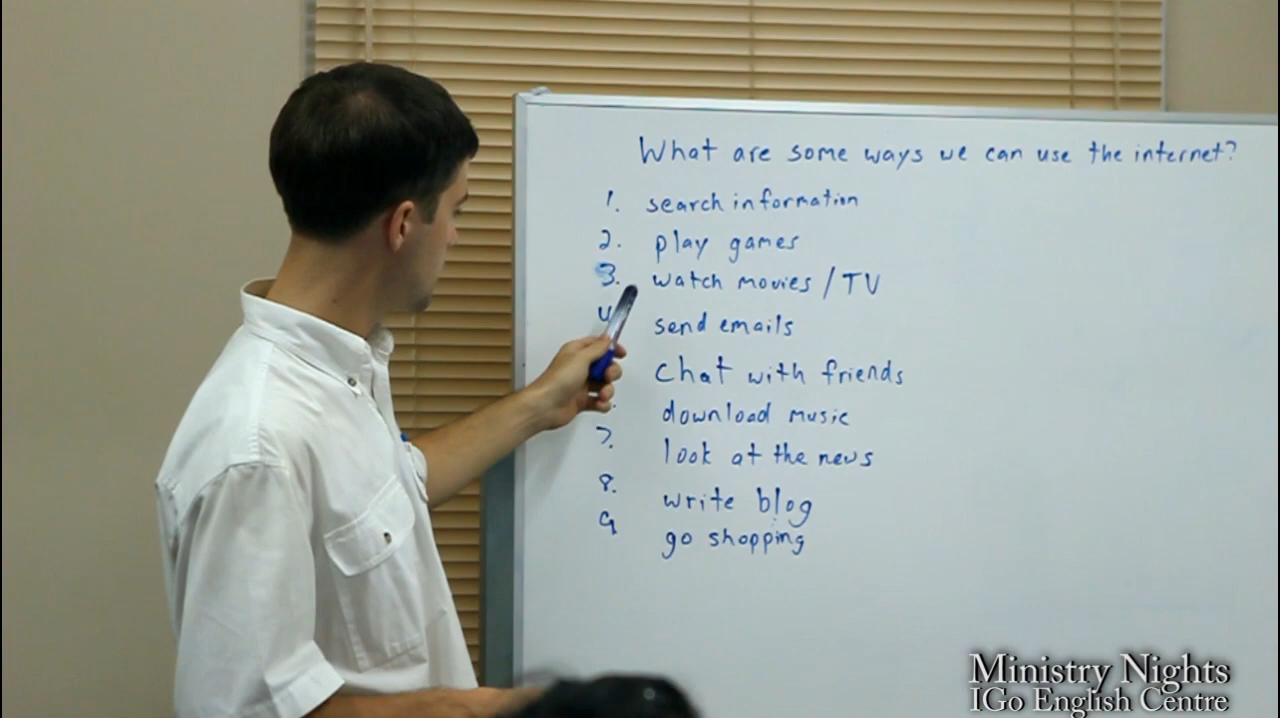 What are some ways we can use the internet?
1. search information
2. play games
3. watch movies / TV
4 send emails
chat with friends
download music
7. look at the news
8. write blog
9 go shopping
Ministry Nights
IGo English Centre